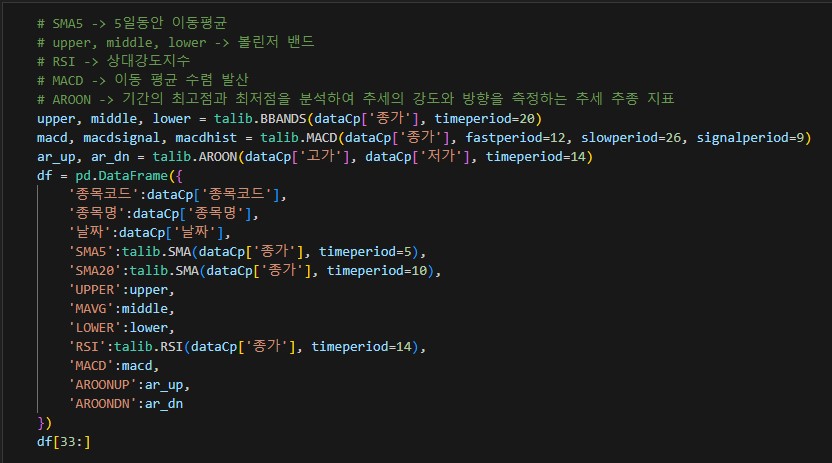 # SMA5 -> 5일동안 이동평균
# upper, middle, lower -> 볼린저 밴드
# RSI -> 상대강도지수
# MACD -> 이동 평균 수렴 발산
# AROON -> 기간의 최고점과 최저점을 분석하여 추세의 강도와 방향을 측정하는 추세 추종 지표
upper, middle, lower = talib.BBANDS(dataCp['종가'], timeperiod=20)
macd, macdsignal, macdhist = talib.MACD(dataCp['종가'], fastperiod=12, slowperiod=26, signalperiod=9)
ar_up, ar_dn = talib.AROON(dataCp['고가'], dataCp['저가'], timeperiod=14)
df = pd.DataFrame({
    '종목코드':dataCp['종목코드'],
    '종목명':dataCp['종목명'],
    '날짜':dataCp['날짜'],
    'SMA5':talib.SMA(dataCp['종가'], timeperiod=5),
    'SMA20':talib.SMA(dataCp['종가'], timeperiod=10),
    'UPPER':upper,
    'MAVG':middle,
    'LOWER':lower,
    'RSI':talib.RSI(dataCp['종가'], timeperiod=14),
    'MACD':macd,
    'AROONUP':ar_up,
    'AROONDN':ar_dn
})
df[33:]